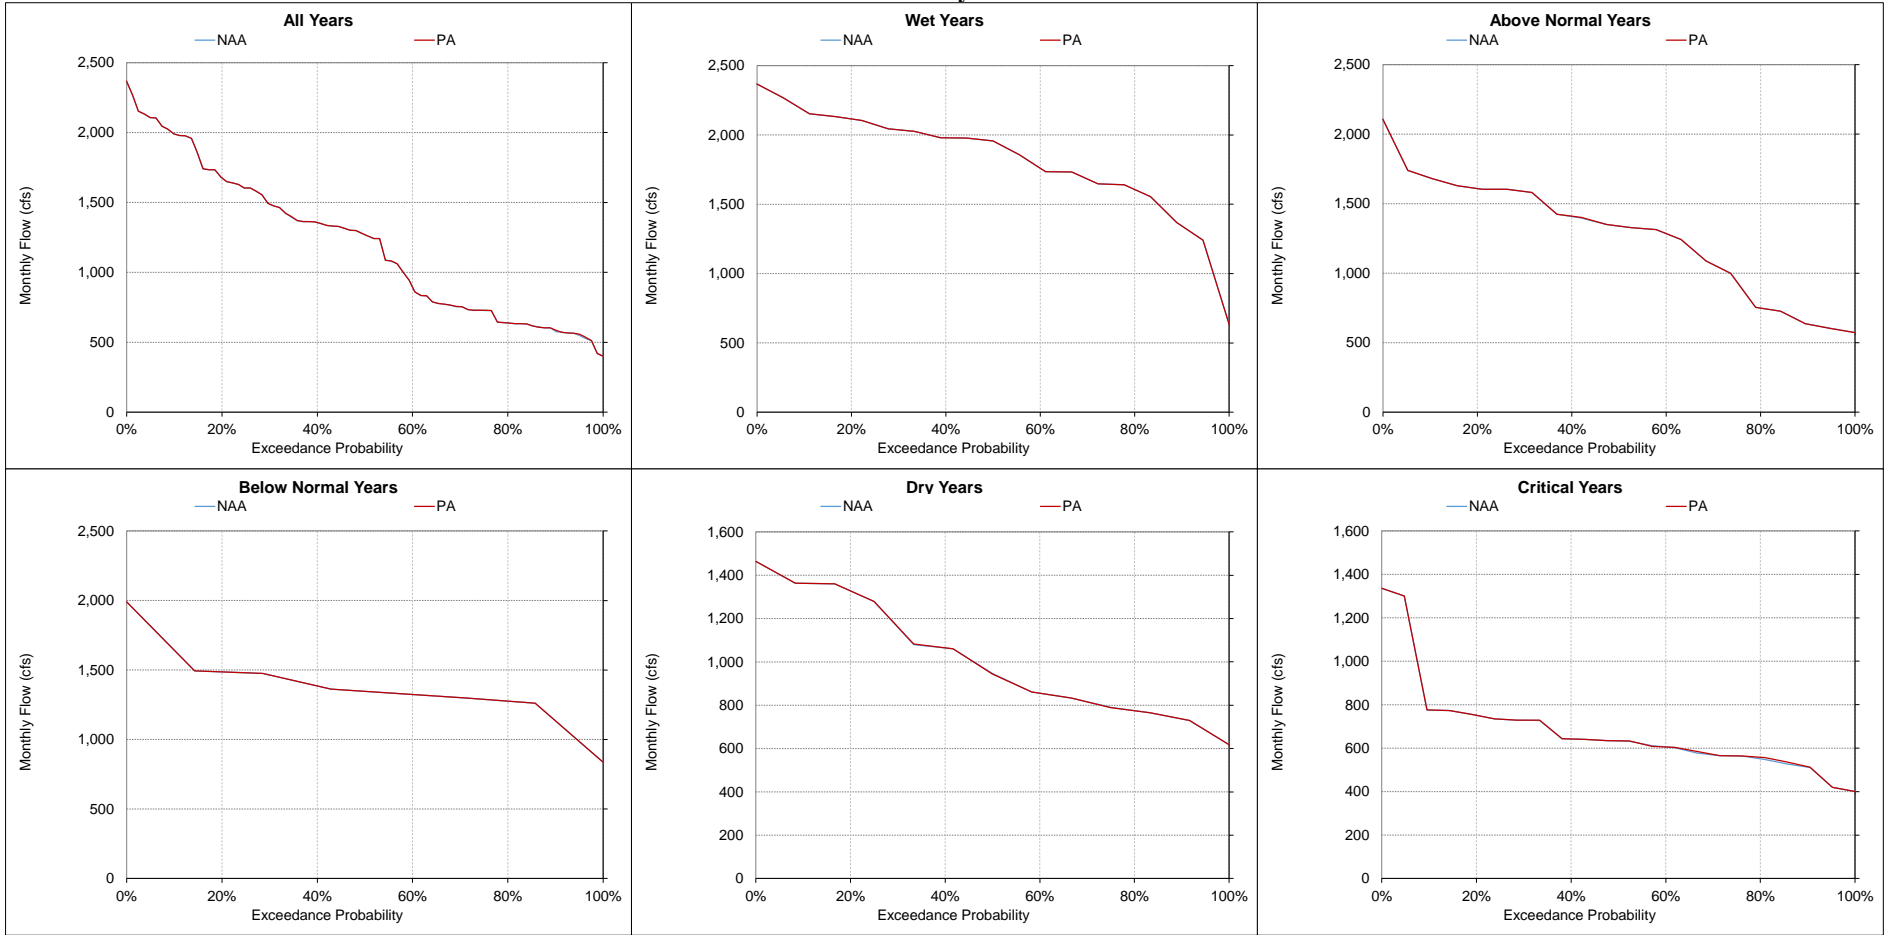 All Years
NAA PA
2,500
2,000
1,500
1,000
500
0
Monthly Flow (cfs)
0% 20% 40% 60% 80% 100%
Exceedance Probability
Wet Years
NAA PA
2,500
2,000
1,500
1,000
500
0
Monthly Flow (cfs)
0% 20% 40% 60% 80% 100%
Exceedance Probability
Above Normal Years
NAA PA
2,500
2,000
1,500
1,000
500
0
Monthly Flow (cfs)
0% 20% 40% 60% 80% 100%
Exceedance Probability
Below Normal Years
NAA PA
2,500
2,000
1,500
1,000
500
0
Monthly Flow (cfs)
0% 20% 40% 60% 80% 100%
Exceedance Probability
Dry Years
NAA PA
1,600
1,400
1,200
1,000
800
600
400
200
0
Monthly Flow (cfs)
0% 20% 40% 60% 80% 100%
Exceedance Probability
Critical Years
NAA PA
1,600
1,400
1,200
1,000
800
600
400
200
0
Monthly Flow (cfs)
0% 20% 40% 60% 80% 100%
Exceedance Probability